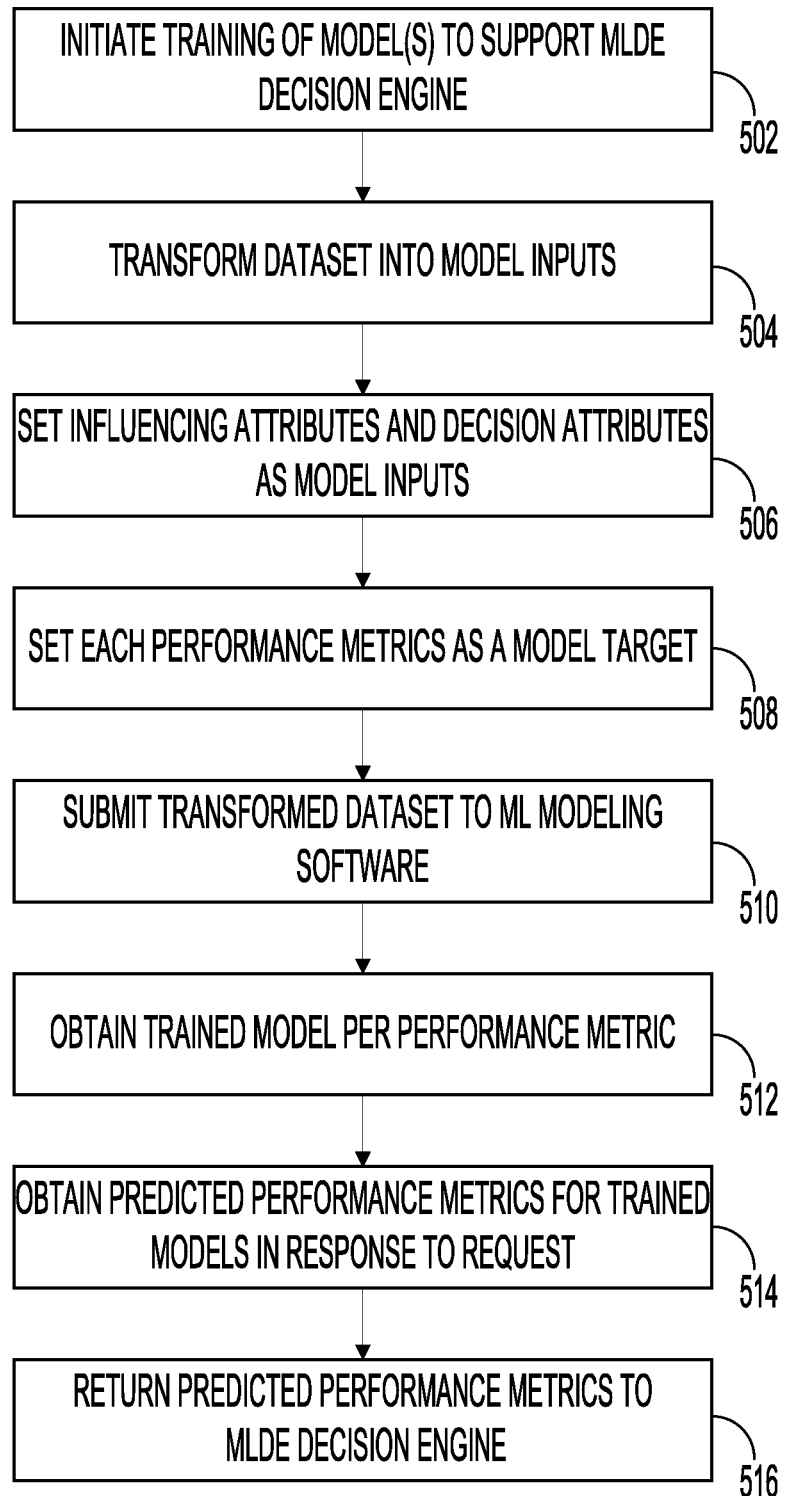 INITIATE TRAINING OF MODEL(S) TO SUPPORT MLDE
DECISION ENGINE
502
TRANSFORM DATASET INTO MODEL INPUTS
504
SET INFLUENCING ATTRIBUTES AND DECISION ATTRIBUTES
AS MODEL INPUTS
506
SET EACH PERFORMANCE METRICS AS A MODEL TARGET
508
SUBMIT TRANSFORMED DATASET TO ML MODELING
SOFTWARE
510
OBTAIN TRAINED MODEL PER PERFORMANCE METRIC
512
OBTAIN PREDICTED PERFORMANCE METRICS FOR TRAINED
MODELS IN RESPONSE TO REQUEST
514
RETURN PREDICTED PERFORMANCE METRICS TO
MLDE DECISION ENGINE
516